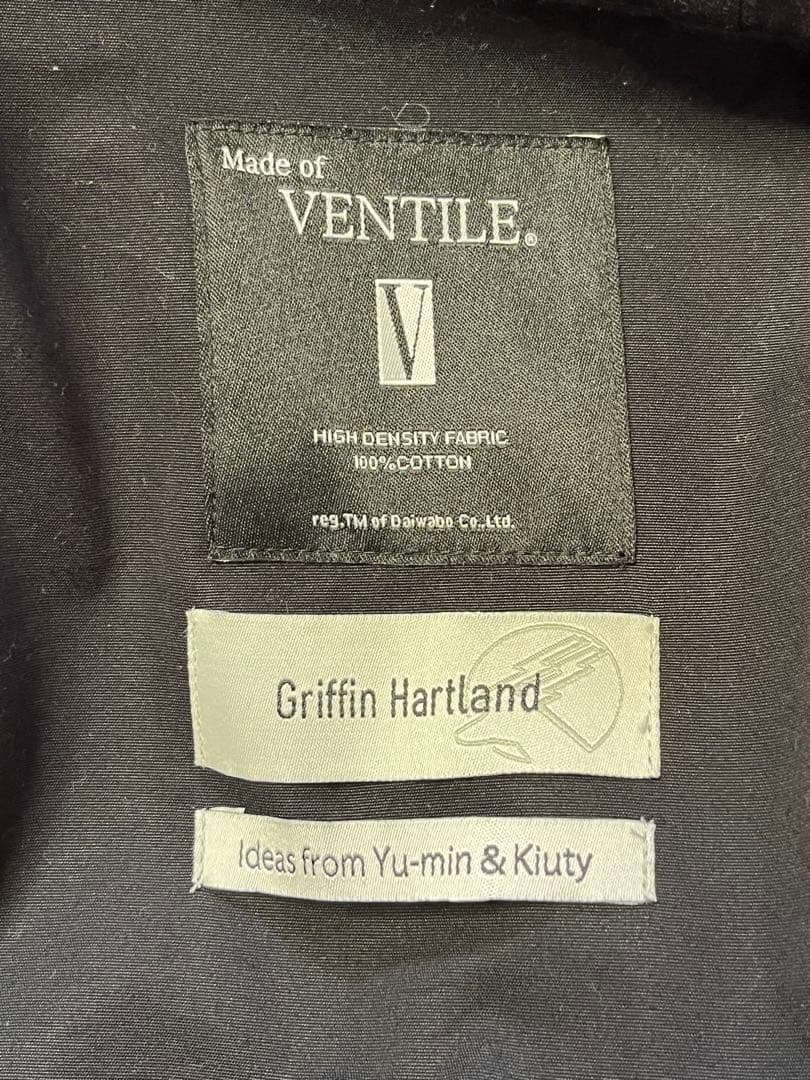 Made of
VENTILE®
V
HIGH DENSITY FABRIC
100%COTTON
reg.TM of Daiwabo Co.,Ltd.
Griffin Hartland
Ideas from Yu-min & Kiuty